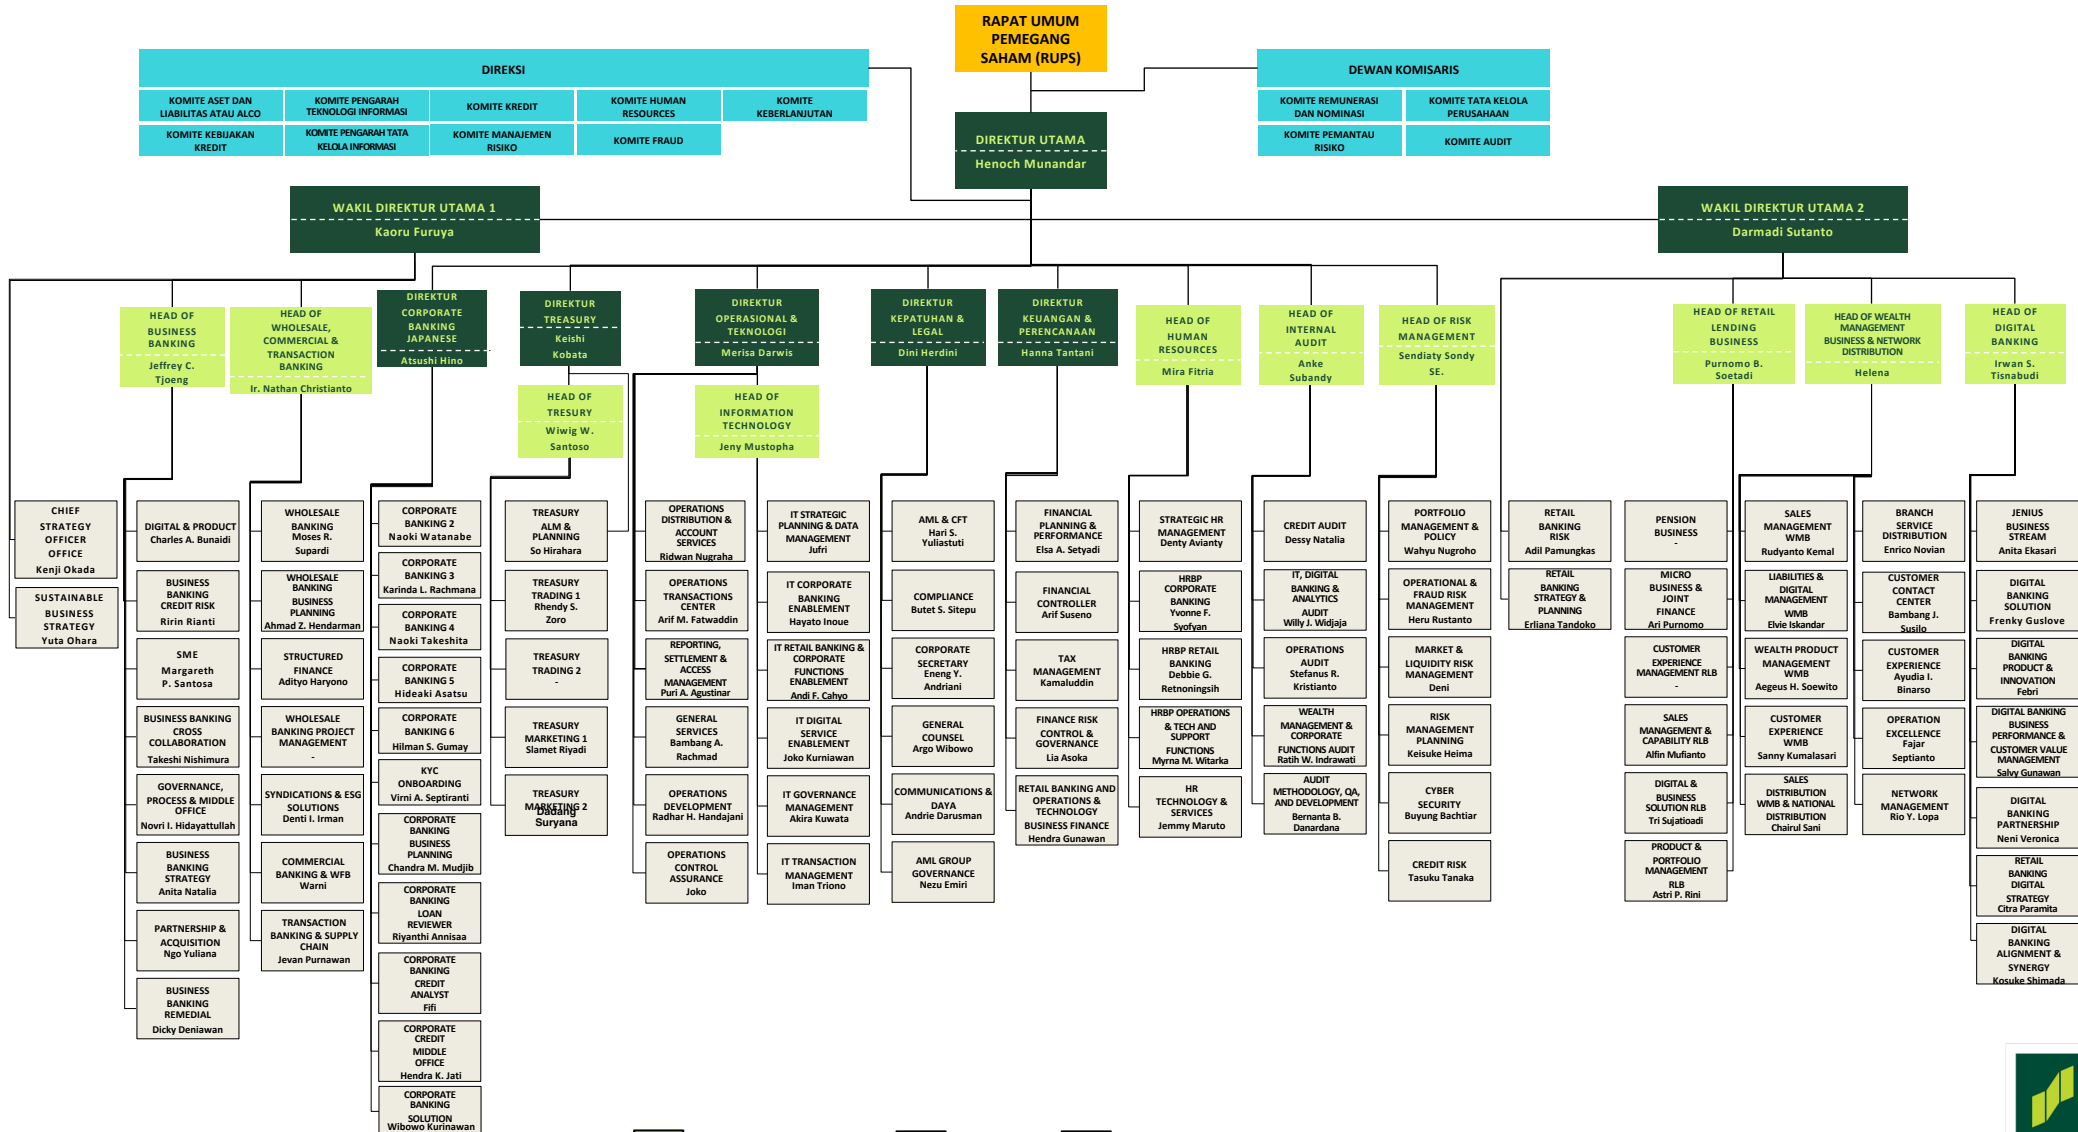 RAPAT UMUM
PEMEGANG
SAHAM (RUPS)
DIREKSI
KOMITE ASET DAN
LIABILITAS ATAU ALCO
KOMITE PENGARAH
TEKNOLOGI INFORMASI
KOMITE KREDIT
KOMITE HUMAN
RESOURCES
KOMITE
KEBERLANJUTAN
KOMITE KEBIJAKAN
KREDIT
KOMITE PENGARAH TATA
KELOLA INFORMASI
KOMITE MANAJEMEN
RISIKO
KOMITE FRAUD
DEWAN KOMISARIS
KOMITE REMUNERASI
DAN NOMINASI
KOMITE TATA KELOLA
PERUSAHAAN
KOMITE PEMANTAU
RISIKO
KOMITE AUDIT
DIREKTUR UTAMA
Henoch Munandar
WAKIL DIREKTUR UTAMA 1
Kaoru Furuya
WAKIL DIREKTUR UTAMA 2
Darmadi Sutanto
HEAD OF
BUSINESS
BANKING
Jeffrey C.
Tjoeng
HEAD OF
WHOLESALE,
COMMERCIAL &
TRANSACTION
BANKING
Ir. Nathan Christianto
DIREKTUR
CORPORATE
BANKING
JAPANESE
Atsushi Hino
DIREKTUR
TREASURY
Keishi
Kobata
HEAD OF
TRESURY
Wiwig W.
Santoso
DIREKTUR
OPERASIONAL &
TEKNOLOGI
Merisa Darwis
HEAD OF
INFORMATION
TECHNOLOGY
Jeny Mustopha
DIREKTUR
KEPATUHAN &
LEGAL
Dini Herdini
DIREKTUR
KEUANGAN &
PERENCANAAN
Hanna Tantani
HEAD OF
HUMAN
RESOURCES
Mira Fitria
HEAD OF
INTERNAL
AUDIT
Anke
Subandy
HEAD OF RISK
MANAGEMENT
Sendiaty Sondy
SE.
HEAD OF RETAIL
LENDING
BUSINESS
Purnomo B.
Soetadi
HEAD OF WEALTH
MANAGEMENT
BUSINESS & NETWORK
DISTRIBUTION
Helena
HEAD OF
DIGITAL
BANKING
Irwan S.
Tisnabudi
CHIEF
STRATEGY
OFFICER
OFFICE
Kenji Okada
SUSTAINABLE
BUSINESS
STRATEGY
Yuta Ohara
DIGITAL & PRODUCT
Charles A. Bunaidi
BUSINESS
BANKING
CREDIT RISK
Ririn Rianti
SME
Margareth
P. Santosa
BUSINESS BANKING
CROSS
COLLABORATION
Takeshi Nishimura
GOVERNANCE,
PROCESS & MIDDLE
OFFICE
Novri I. Hidayattullah
BUSINESS
BANKING
STRATEGY
Anita Natalia
PARTNERSHIP &
ACQUISITION
Ngo Yuliana
BUSINESS
BANKING
REMEDIAL
Dicky Deniawan
WHOLESALE
BANKING
Moses R.
Supardi
WHOLESALE
BANKING
BUSINESS
PLANNING
Ahmad Z. Hendarman
STRUCTURED
FINANCE
Adityo Haryono
WHOLESALE
BANKING PROJECT
MANAGEMENT
-
SYNDICATIONS & ESG
SOLUTIONS
Denti I. Irman
COMMERCIAL
BANKING & WFB
Warni
TRANSACTION
BANKING & SUPPLY
CHAIN
Jevan Purnawan
CORPORATE
BANKING 2
Naoki Watanabe
CORPORATE
BANKING 3
Karinda L. Rachmana
CORPORATE
BANKING 4
Naoki Takeshita
CORPORATE
BANKING 5
Hideaki Asatsu
CORPORATE
BANKING 6
Hilman S. Gumay
KYC
ONBOARDING
Virni A. Septiranti
CORPORATE
BANKING
BUSINESS
PLANNING
Chandra M. Mudjib
CORPORATE
BANKING
LOAN
REVIEWER
Riyanthi Annisaa
CORPORATE
BANKING
CREDIT
ANALYST
Fifi
CORPORATE
CREDIT
MIDDLE
OFFICE
Hendra K. Jati
CORPORATE
BANKING
SOLUTION
Wibowo Kurinawan
TREASURY
ALM &
PLANNING
So Hirahara
TREASURY
TRADING 1
Rhendy S.
Zoro
TREASURY
TRADING 2
-
TREASURY
MARKETING 1
Slamet Riyadi
TREASURY
MARKETING 2
Dadang
Suryana
OPERATIONS
DISTRIBUTION &
ACCOUNT
SERVICES
Ridwan Nugraha
OPERATIONS
TRANSACTIONS
CENTER
Arif M. Fatwaddin
REPORTING,
SETTLEMENT &
ACCESS
MANAGEMENT
Puri A. Agustinar
GENERAL
SERVICES
Bambang A.
Rachmad
OPERATIONS
DEVELOPMENT
Radhar H. Handajani
OPERATIONS
CONTROL
ASSURANCE
Joko
IT STRATEGIC
PLANNING & DATA
MANAGEMENT
Jufri
IT CORPORATE
BANKING
ENABLEMENT
Hayato Inoue
IT RETAIL BANKING &
CORPORATE
FUNCTIONS
ENABLEMENT
Andi F. Cahyo
IT DIGITAL
SERVICE
ENABLEMENT
Joko Kurniawan
IT GOVERNANCE
MANAGEMENT
Akira Kuwata
IT TRANSACTION
MANAGEMENT
Iman Triono
AML & CFT
Hari S.
Yuliastuti
COMPLIANCE
Butet S. Sitepu
CORPORATE
SECRETARY
Eneng Y.
Andriani
GENERAL
COUNSEL
Argo Wibowo
COMMUNICATIONS &
DAYA
Andrie Darusman
AML GROUP
GOVERNANCE
Nezu Emiri
FINANCIAL
PLANNING &
PERFORMANCE
Elsa A. Setyadi
FINANCIAL
CONTROLLER
Arif Suseno
TAX
MANAGEMENT
Kamaluddin
FINANCE RISK
CONTROL &
GOVERNANCE
Lia Asoka
RETAIL BANKING AND
OPERATIONS &
TECHNOLOGY
BUSINESS FINANCE
Hendra Gunawan
STRATEGIC HR
MANAGEMENT
Denty Avianty
HRBP
CORPORATE
BANKING
Yvonne F.
Syofyan
HRBP RETAIL
BANKING
Debbie G.
Retnoningsih
HRBP OPERATIONS
& TECH AND
SUPPORT
FUNCTIONS
Myrna M. Witarka
HR
TECHNOLOGY &
SERVICES
Jemmy Maruto
CREDIT AUDIT
Dessy Natalia
IT, DIGITAL
BANKING &
ANALYTICS
AUDIT
Willy J. Widjaja
OPERATIONS
AUDIT
Stefanus R.
Kristianto
WEALTH
MANAGEMENT &
CORPORATE
FUNCTIONS AUDIT
Ratih W. Indrawati
AUDIT
METHODOLOGY, QA,
AND DEVELOPMENT
Bernanta B.
Danardana
PORTFOLIO
MANAGEMENT &
POLICY
Wahyu Nugroho
OPERATIONAL &
FRAUD RISK
MANAGEMENT
Heru Rustanto
MARKET &
LIQUIDITY RISK
MANAGEMENT
Deni
RISK
MANAGEMENT
PLANNING
Keisuke Heima
CYBER
SECURITY
Buyung Bachtiar
CREDIT RISK
Tasuku Tanaka
RETAIL
BANKING
RISK
Adil Pamungkas
RETAIL
BANKING
STRATEGY &
PLANNING
Erliana Tandoko
PENSION
BUSINESS
-
MICRO
BUSINESS &
JOINT
FINANCE
Ari Purnomo
CUSTOMER
EXPERIENCE
MANAGEMENT RLB
-
SALES
MANAGEMENT &
CAPABILITY RLB
Alfin Mufianto
DIGITAL &
BUSINESS
SOLUTION RLB
Tri Sujatioadi
PRODUCT &
PORTFOLIO
MANAGEMENT
RLB
Astri P. Rini
SALES
MANAGEMENT
WMB
Rudyanto Kemal
LIABILITIES &
DIGITAL
MANAGEMENT
WMB
Elvie Iskandar
WEALTH PRODUCT
MANAGEMENT
WMB
Aegeus H. Soewito
CUSTOMER
EXPERIENCE
WMB
Sanny Kumalasari
SALES
DISTRIBUTION
WMB & NATIONAL
DISTRIBUTION
Chairul Sani
BRANCH
SERVICE
DISTRIBUTION
Enrico Novian
CUSTOMER
CONTACT
CENTER
Bambang J.
Susilo
CUSTOMER
EXPERIENCE
Ayudia I.
Binarso
OPERATION
EXCELLENCE
Fajar
Septianto
NETWORK
MANAGEMENT
Rio Y. Lopa
JENIUS
BUSINESS
STREAM
Anita Ekasari
DIGITAL
BANKING
SOLUTION
Frenky Guslove
DIGITAL
BANKING
PRODUCT &
INNOVATION
Febri
DIGITAL BANKING
BUSINESS
PERFORMANCE &
CUSTOMER VALUE
MANAGEMENT
Salvy Gunawan
DIGITAL
BANKING
PARTNERSHIP
Neni Veronica
RETAIL
BANKING
DIGITAL
STRATEGY
Citra Paramita
DIGITAL
BANKING
ALIGNMENT &
SYNERGY
Kosuke Shimada